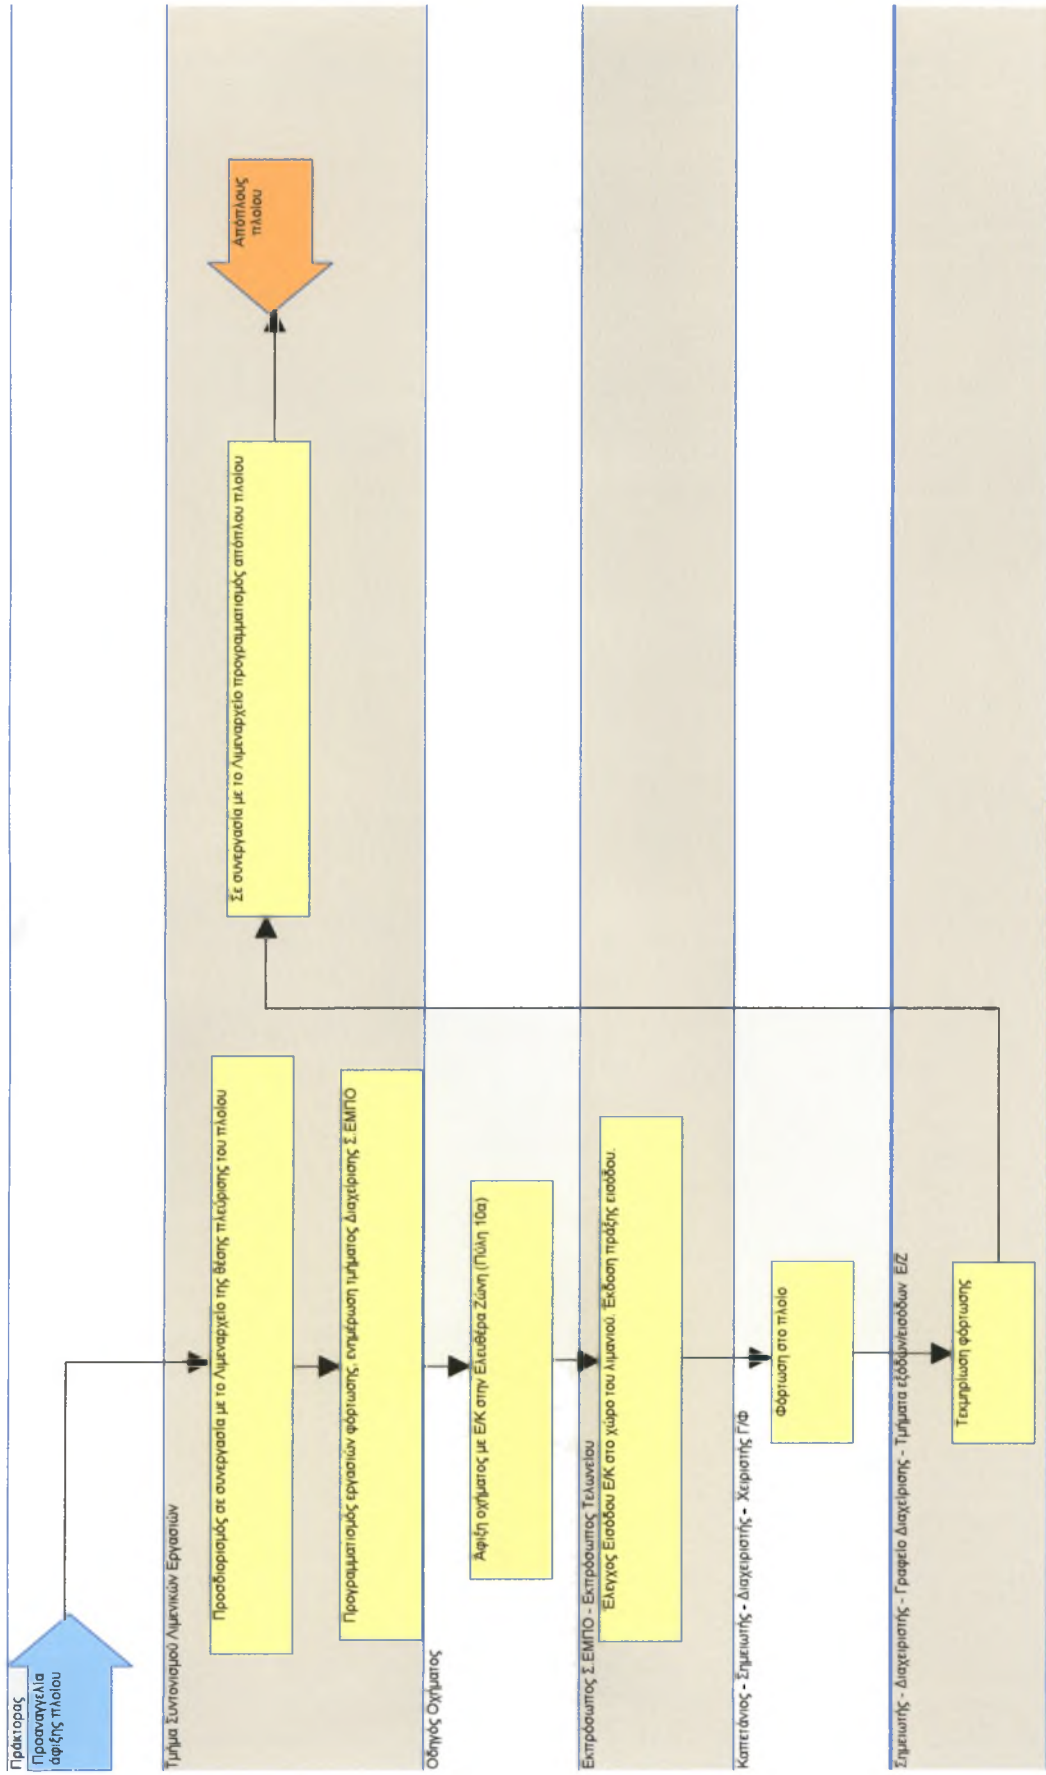 Πράκτορας
Προαναγγελία
άφιξης πλοίου
Τμήμα Συντονισμού Λιμενικών Εργασιών
Προσδιορισμός σε συνεργασία με το Λιμεναρχείο της θέσης πλεύρισης του πλοίου
Προγραμματισμός εργασιών φόρτωσης, ενημέρωση τμήματος Διαχείρισης Σ.ΕΜΠΟ
Σε συνεργασία με το Λιμεναρχείο προγραμματισμός απόπλου πλοίου
Απόπλους
πλοίου
Οδηγός Οχήματος
Άφιξη οχήματος με Ε/Κ στην Ελευθέρα Ζώνη (Πύλη 10α)
Εκπρόσωπος Σ.ΕΜΠΟ - Εκπρόσωπος Τελωνείου
Έλεγχος Εισόδου Ε/Κ στο χώρο του λιμανιού. Έκδοση πράξης εισόδου.
Καπετάνιος - Σημειωτής - Διαχειριστής - Χειριστής Γ/Φ
Φόρτωση στο πλοίο
Σημειωτής - Διαχειριστής - Γραφείο Διαχείρισης - Τμήματα εξόδων/εισόδων Ε/Ζ
Τεκμηρίωση φόρτωσης